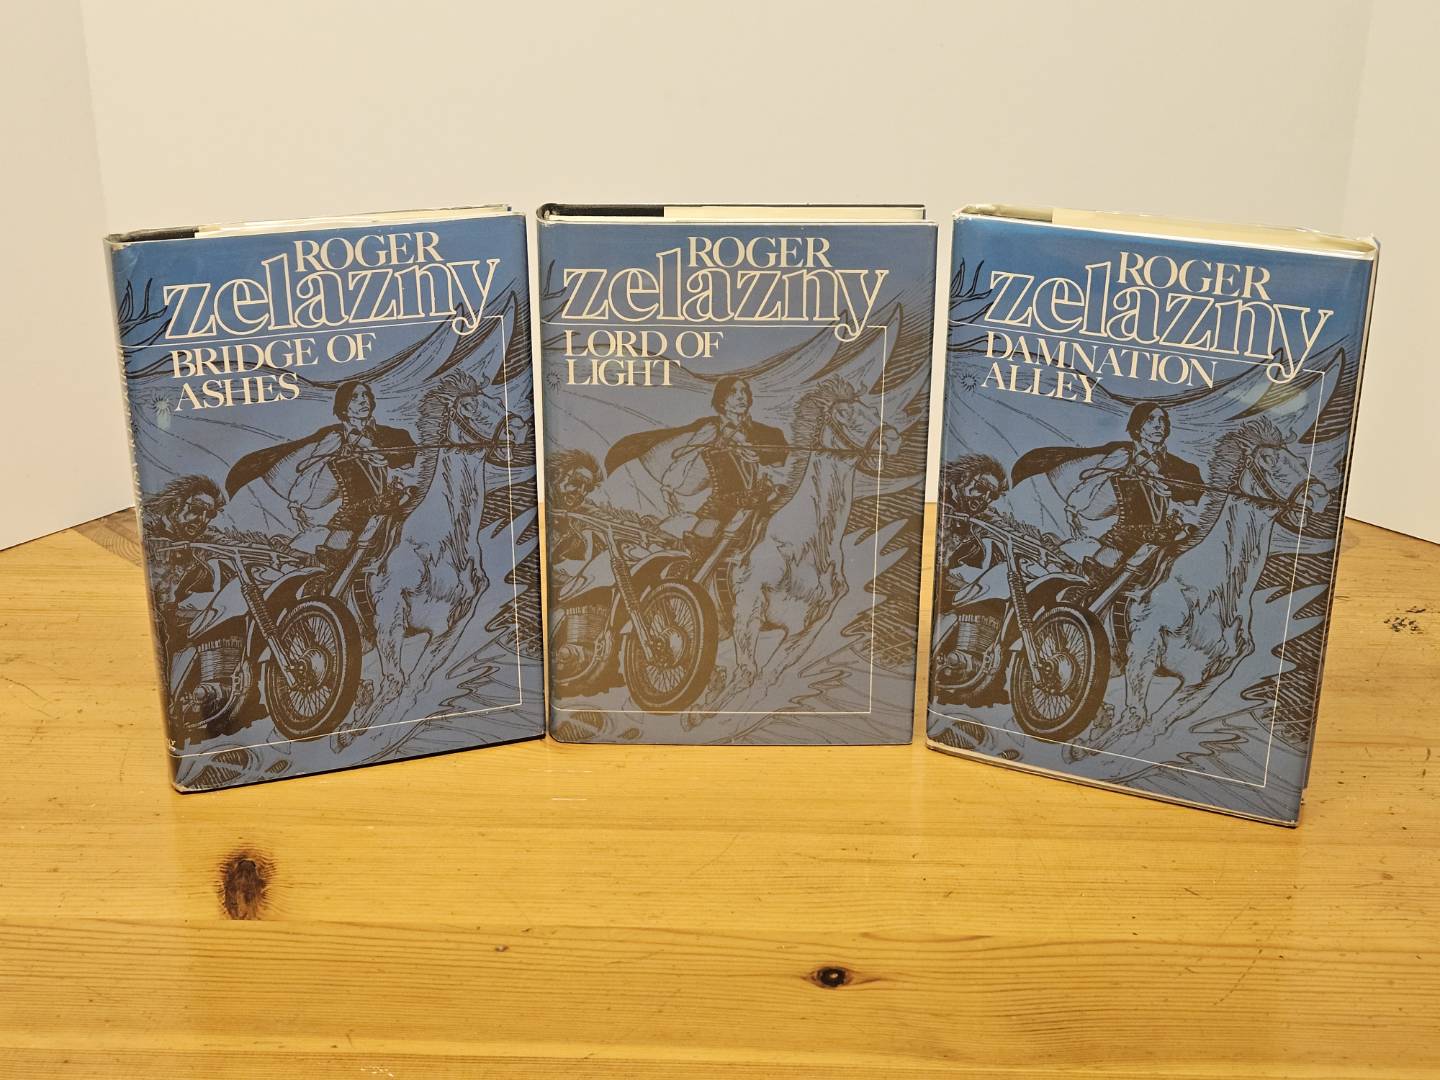 ROGER
zelazny
BRIDGE OF
ASHES
ROGER
zelazny
LORD OF
LIGHT
ROGER
zelazny
DAMNATION
ALLEY